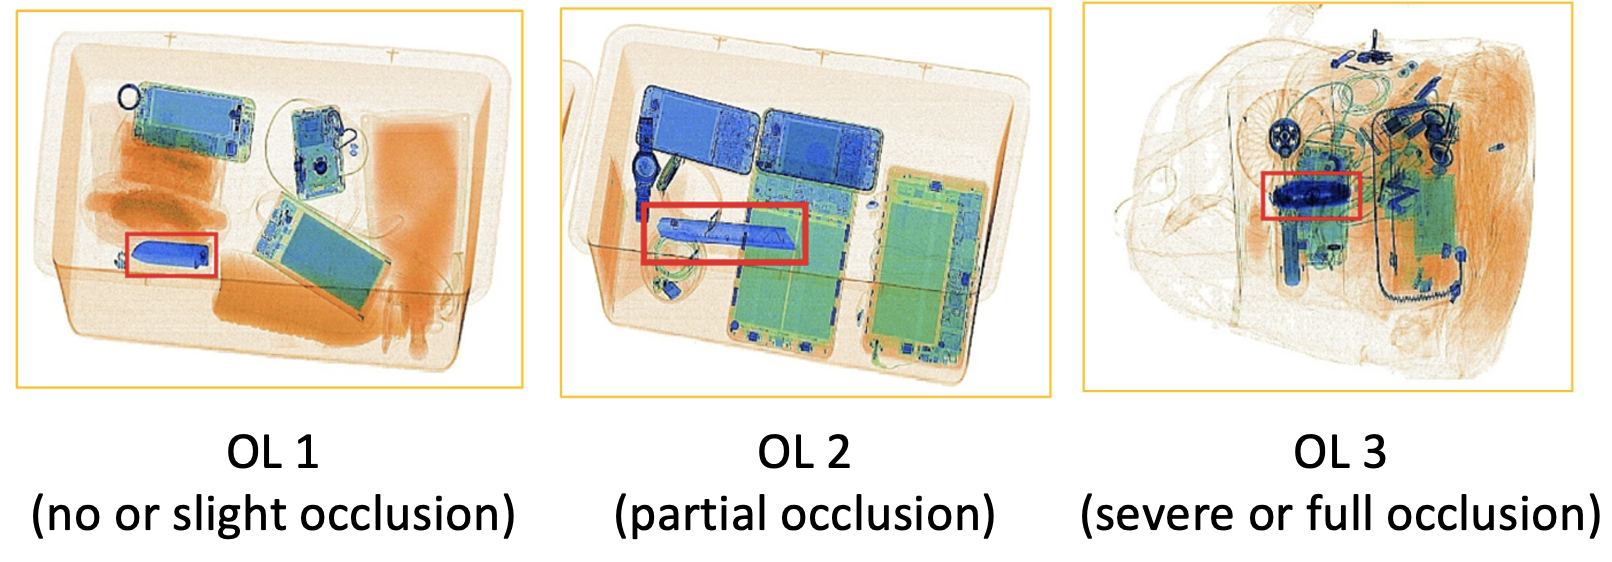 OL 1
(no or slight occlusion)
OL 2
(partial occlusion)
OL 3
(severe or full occlusion)